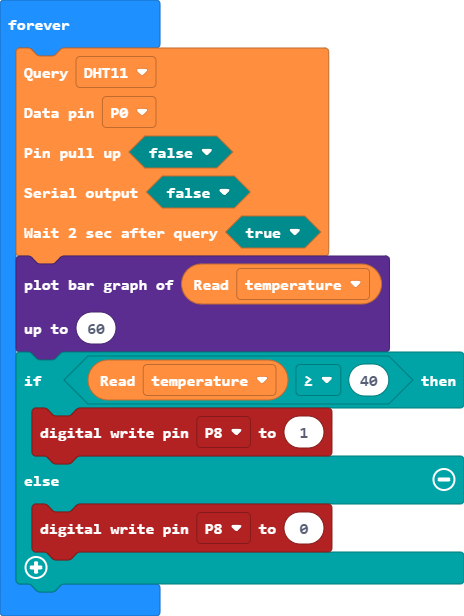 forever
Query DHT11
Data pin P0
Pin pull up false
Serial output false
Wait 2 sec after query true
plot bar graph of Read temperature
up to 60
if Read temperature ≥ 40 then
digital write pin P8 to 1
else
digital write pin P8 to 0